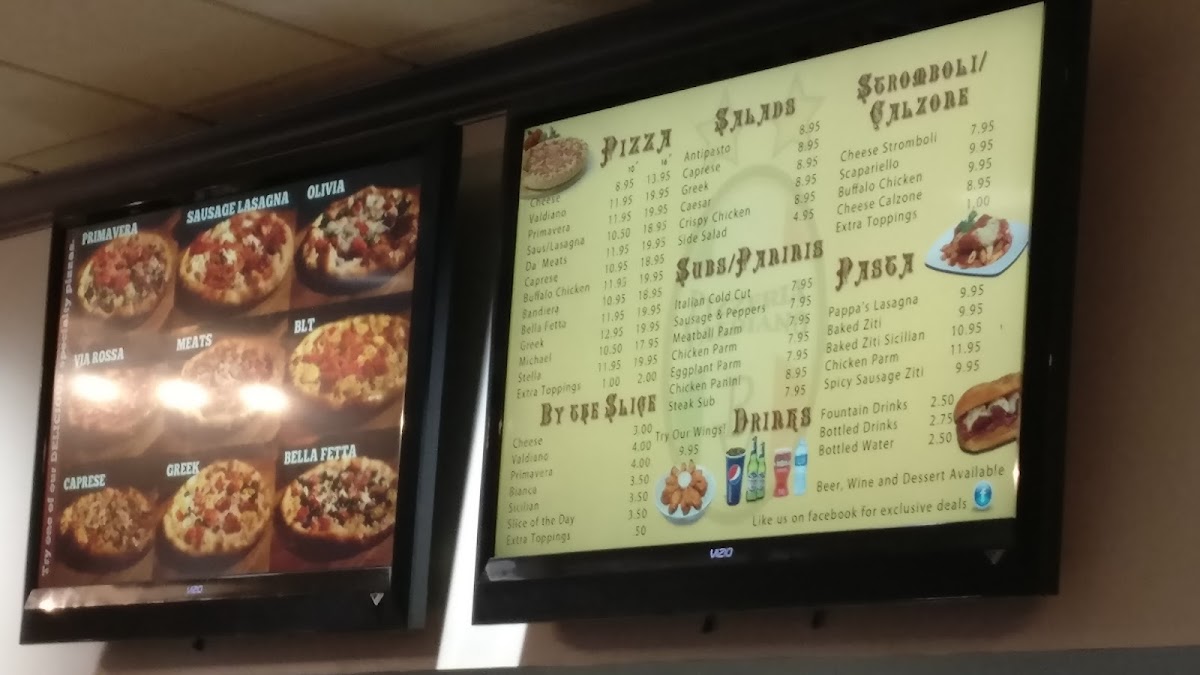 Try one of our DELICIOUS specialty pizzas.
PRIMAVERA
SAUSAGE LASAGNA
OLIVIA
VIA ROSSA
MEATS
BLT
CAPRESE
GREEK
BELLA FETTA
VIZIO
PIZZA
10" 16"
Cheese 8.95 13.95
Valdiano 11.95 19.95
Primavera 11.95 19.95
Saus/Lasagna 10.50 18.95
Da Meats 11.95 19.95
Caprese 10.95 18.95
Buffalo Chicken 11.95 19.95
Bandiera 10.95 18.95
Bella Fetta 11.95 19.95
Greek 12.95 19.95
Michael 10.50 17.95
Stella 11.95 19.95
Extra Toppings 1.00 2.00
BY THE SLICE
Cheese 3.00
Valdiano 4.00
Primavera 4.00
Bianca 3.50
Sicilian 3.50
Slice of the Day 3.50
Extra Toppings .50
SALADS
Antipasto 8.95
Caprese 8.95
Greek 8.95
Caesar 8.95
Crispy Chicken 8.95
Side Salad 4.95
SUBS/PANINIS
Italian Cold Cut 7.95
Sausage & Peppers 7.95
Meatball Parm 7.95
Chicken Parm 7.95
Eggplant Parm 7.95
Chicken Panini 8.95
Steak Sub 7.95
Try Our Wings!
9.95
DRINKS
STROMBOLI/
CALZONE
Cheese Stromboli 7.95
Scapariello 9.95
Buffalo Chicken 9.95
Cheese Calzone 8.95
Extra Toppings 1.00
PASTA
Pappa's Lasagna 9.95
Baked Ziti 9.95
Baked Ziti Sicilian 10.95
Chicken Parm 11.95
Spicy Sausage Ziti 9.95
Fountain Drinks 2.50
Bottled Drinks 2.75
Bottled Water 2.50
pepsi
Beer, Wine and Dessert Available
Like us on facebook for exclusive deals
VIZIO